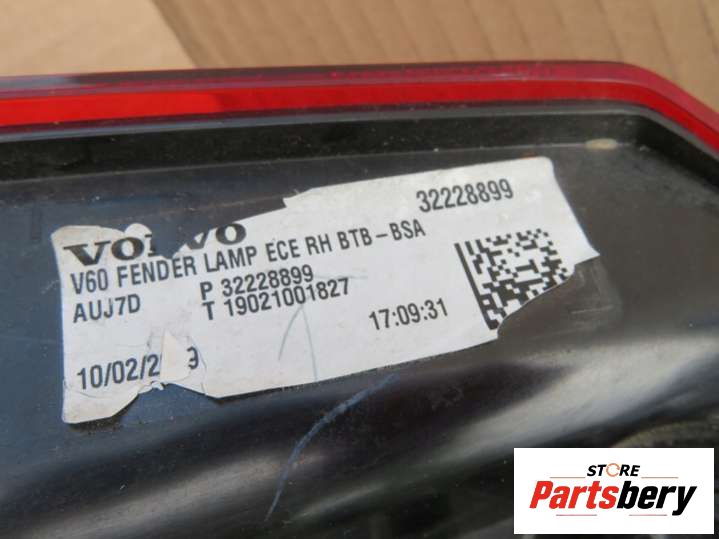 32228899
VOLVO
V60 FENDER LAMP ECE RH BTB-BSA
AUJ7D P 32228899
T 19021001827
17:09:31
STORE
Partsbery